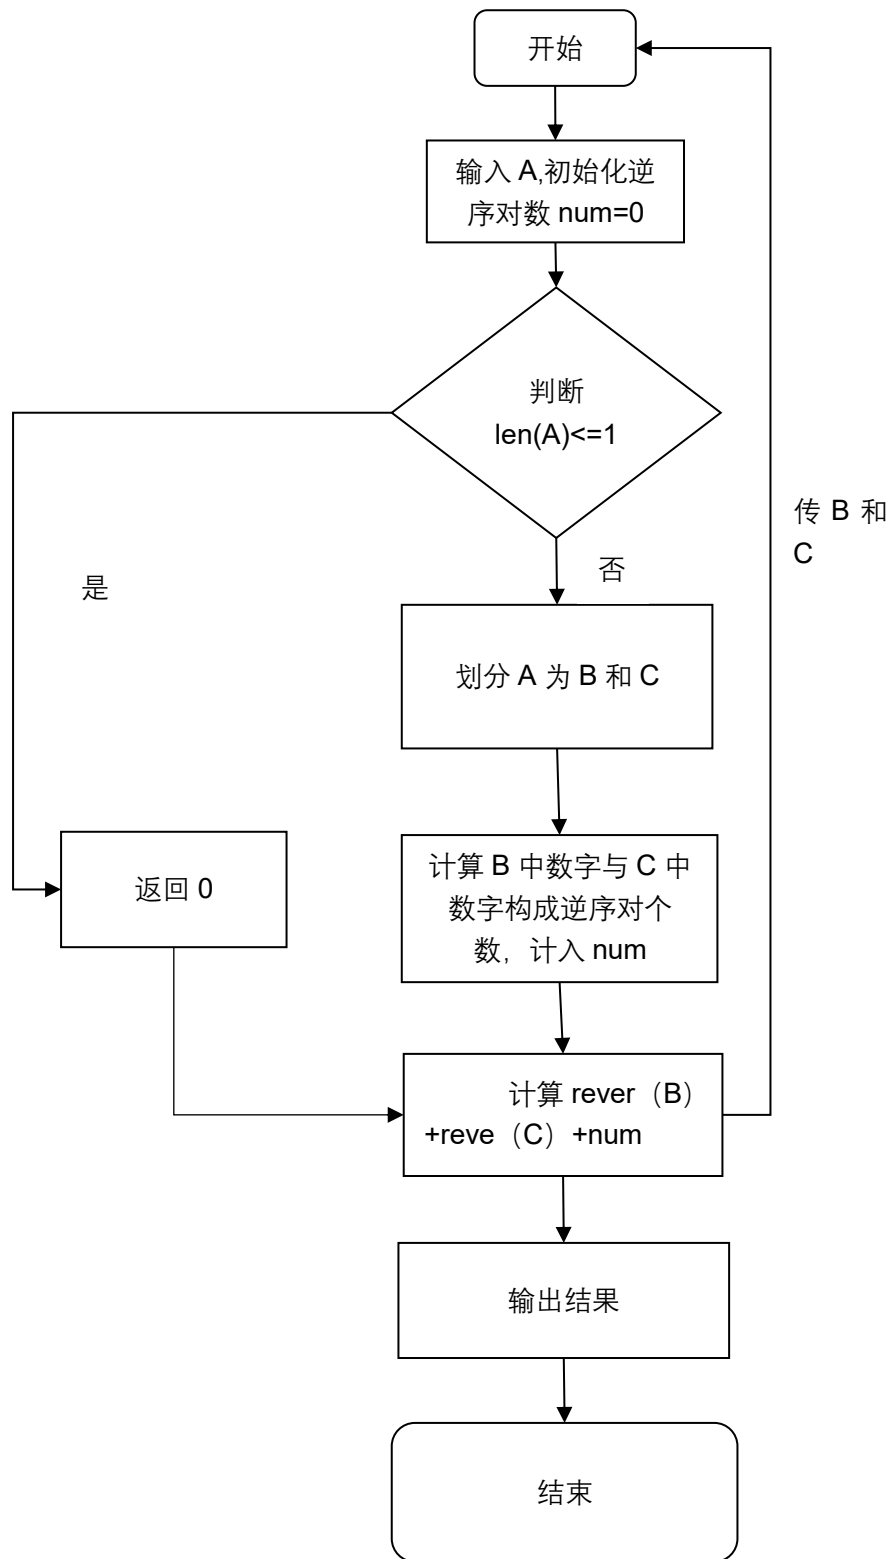 开始
输入 A,初始化逆
序对数 num=0
判断
len(A)<=1
传 B 和
C
否
是
划分 A 为 B 和 C
计算 B 中数字与 C 中
数字构成逆序对个
数，计入 num
返回 0
计算 rever（B）
+reve（C）+num
输出结果
结束